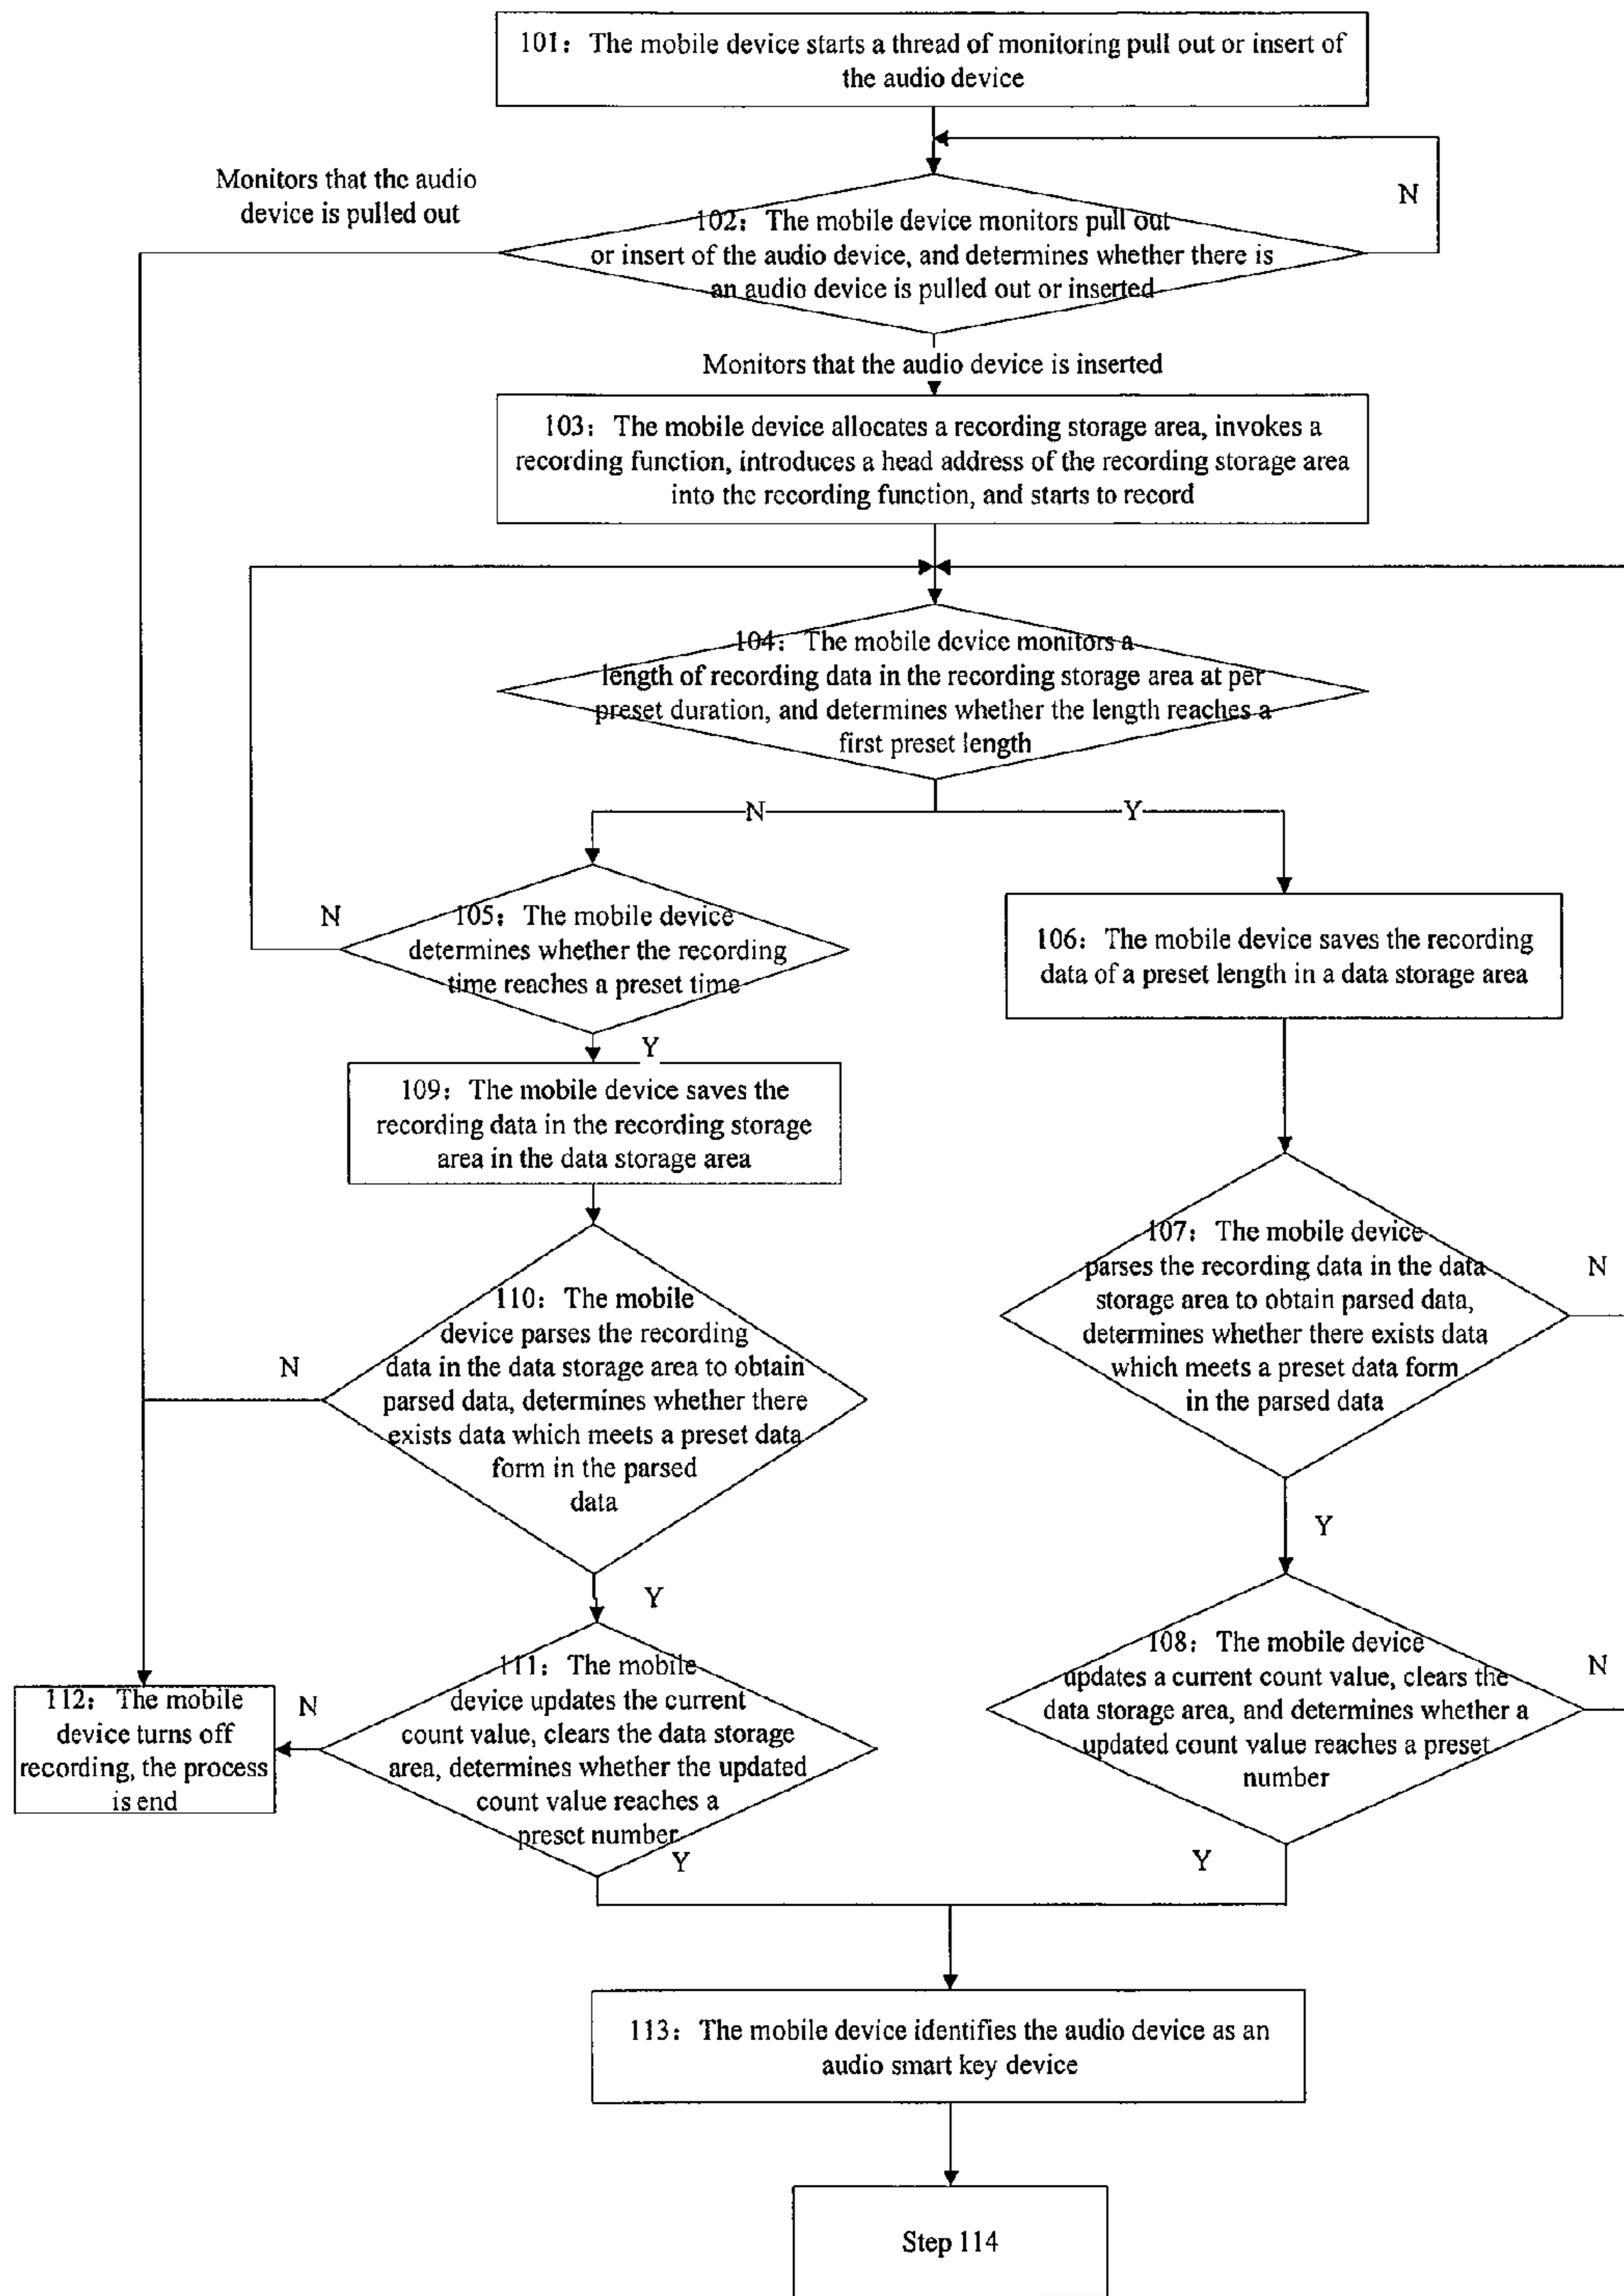 101: The mobile device starts a thread of monitoring pull out or insert of
the audio device
Monitors that the audio
device is pulled out
N
102: The mobile device monitors pull out
or insert of the audio device, and determines whether there is
an audio device is pulled out or inserted
Monitors that the audio device is inserted
103: The mobile device allocates a recording storage area, invokes a
recording function, introduces a head address of the recording storage area
into the recording function, and starts to record
104: The mobile device monitors a
length of recording data in the recording storage area at per
preset duration, and determines whether the length reaches a
first preset length
N
Y
N
105: The mobile device
determines whether the recording
time reaches a preset time
106: The mobile device saves the recording
data of a preset length in a data storage area
Y
109: The mobile device saves the
recording data in the recording storage
area in the data storage area
107: The mobile device
parses the recording data in the data
storage area to obtain parsed data,
determines whether there exists data
which meets a preset data form
in the parsed data
N
110: The mobile
device parses the recording
data in the data storage area to obtain
parsed data, determines whether there
exists data which meets a preset data
form in the parsed
data
N
Y
Y
108: The mobile device
updates a current count value, clears the
data storage area, and determines whether a
updated count value reaches a preset
number
N
111: The mobile
device updates the current
count value, clears the data storage
area, determines whether the updated
count value reaches a
preset number
N
112: The mobile
device turns off
recording, the process
is end
Y
Y
113: The mobile device identifies the audio device as an
audio smart key device
Step 114